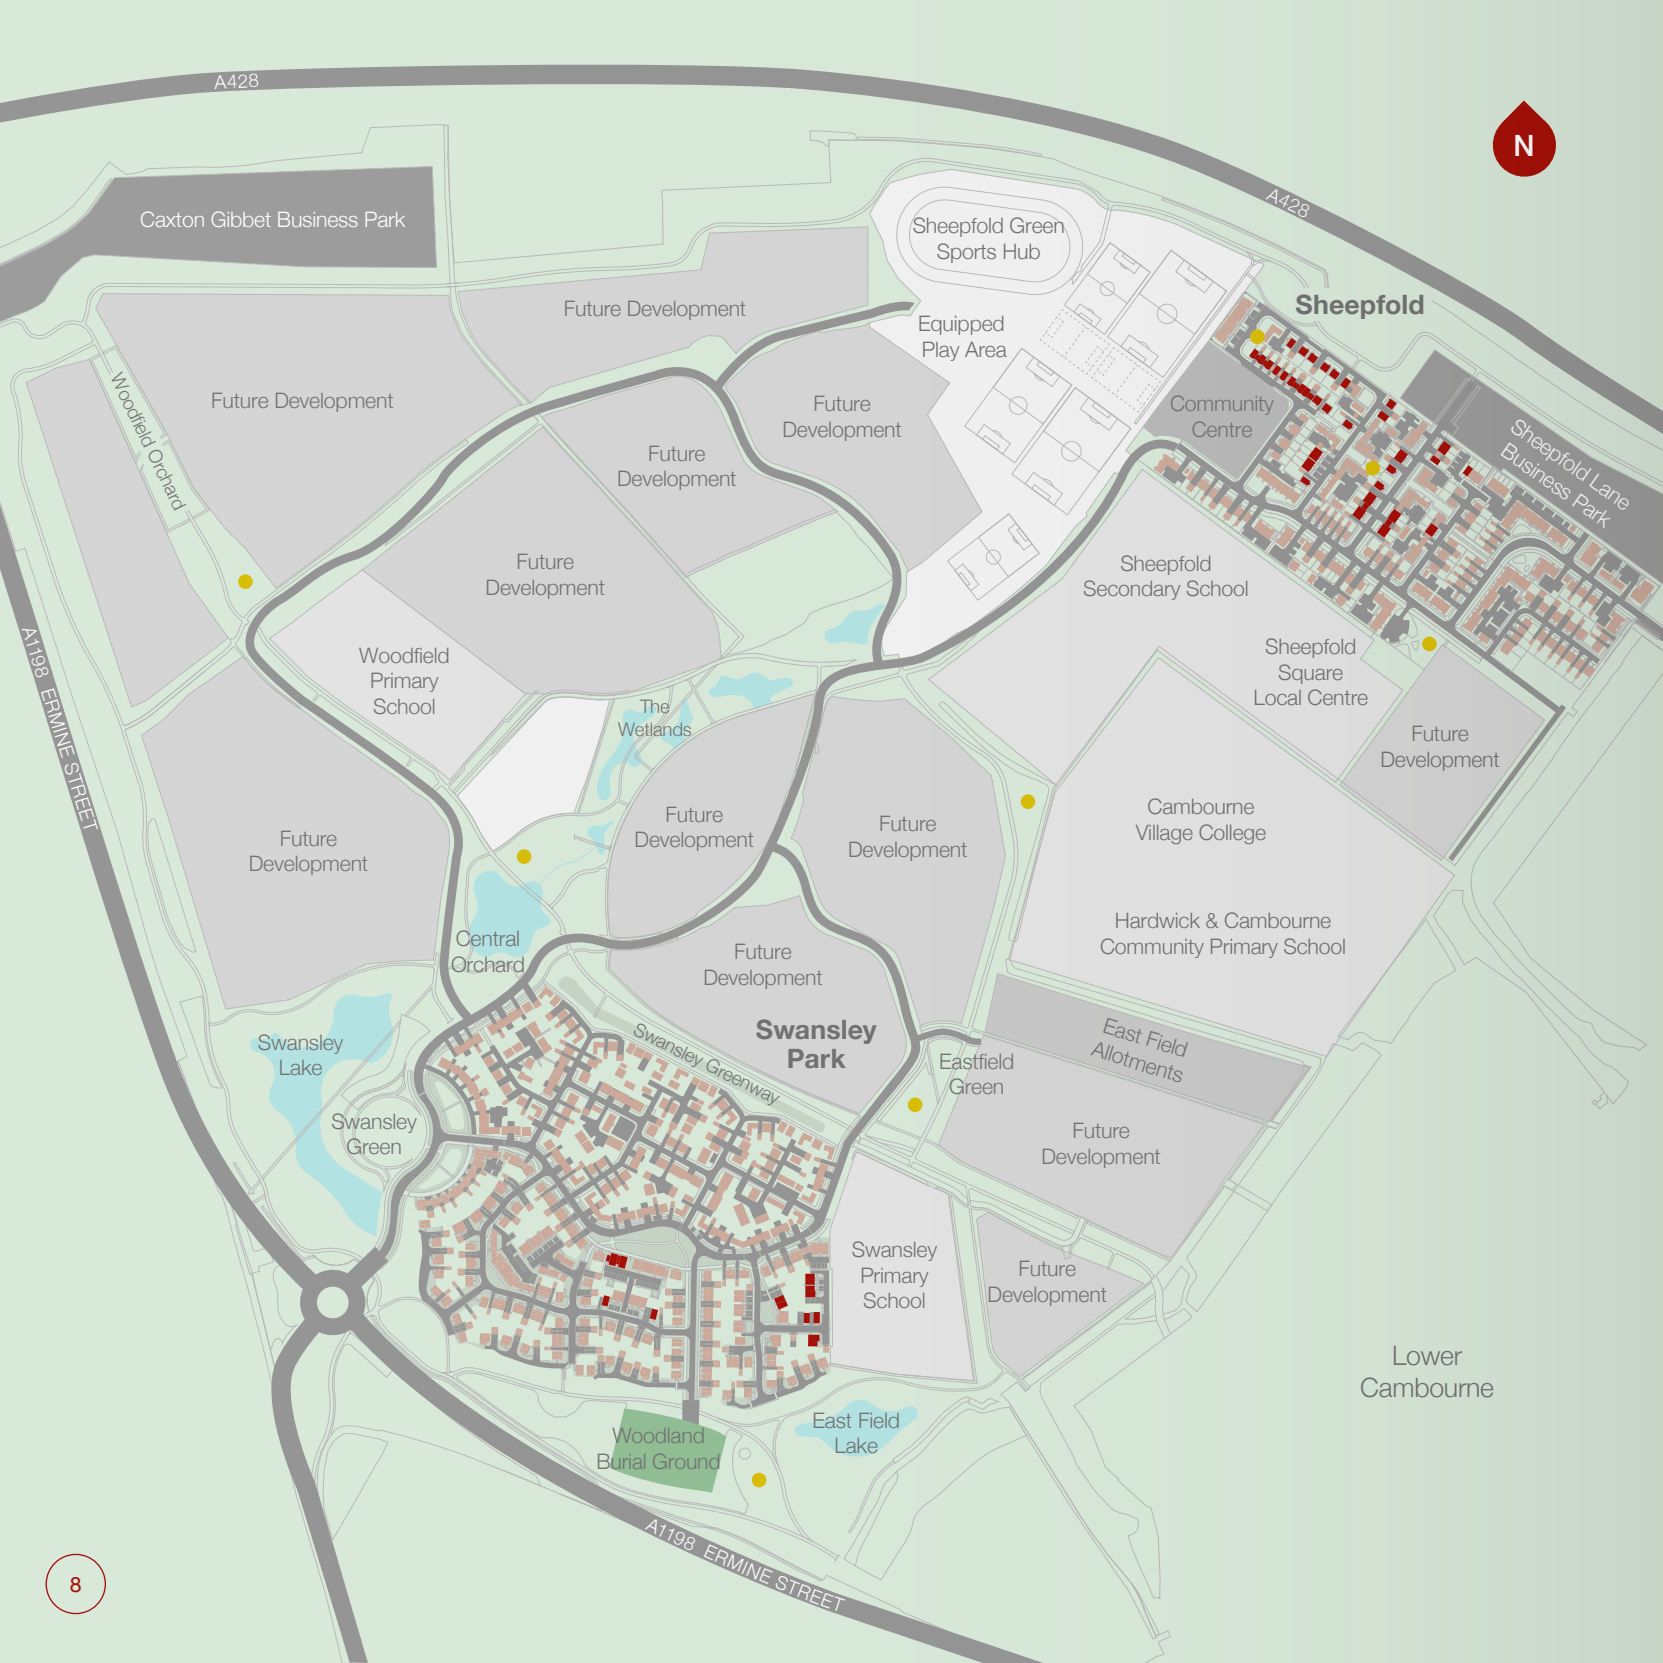 A428
N
Caxton Gibbet Business Park
A428
Sheepfold Green
Sports Hub
Sheepfold
Future Development
Equipped
Play Area
Future Development
Woodfield Orchard
Future
Development
Community
Centre
Sheepfold Lane
Business Park
Future
Development
Future
Development
Sheepfold
Secondary School
Woodfield
Primary
School
Sheepfold
Square
Local Centre
A1198 ERMINE STREET
The
Wetlands
Future
Development
Future
Development
Future
Development
Future
Development
Cambourne
Village College
Hardwick & Cambourne
Community Primary School
Central
Orchard
Future
Development
Swansley
Park
Swansley
Lake
Swansley Greenway
East Field
Allotments
Eastfield
Green
Swansley
Green
Future
Development
Swansley
Primary
School
Future
Development
Lower
Cambourne
East Field
Lake
Woodland
Burial Ground
A1198 ERMINE STREET
8